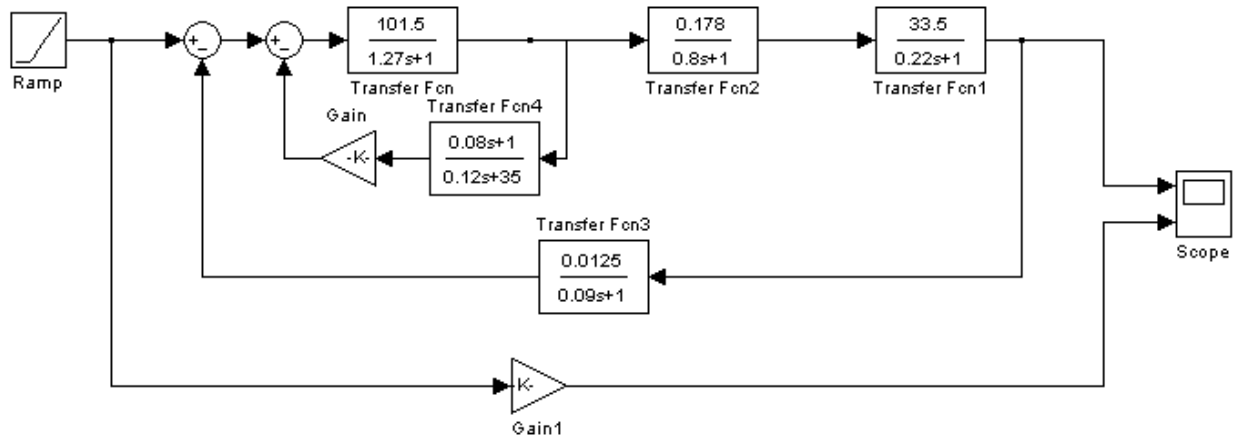 Ramp
101.5
1.27s+1
Transfer Fcn
0.178
0.8s+1
Transfer Fcn2
33.5
0.22s+1
Transfer Fcn1
Gain
-K-
Transfer Fcn4
0.08s+1
0.12s+35
Transfer Fcn3
0.0125
0.09s+1
Scope
K-
Gain1